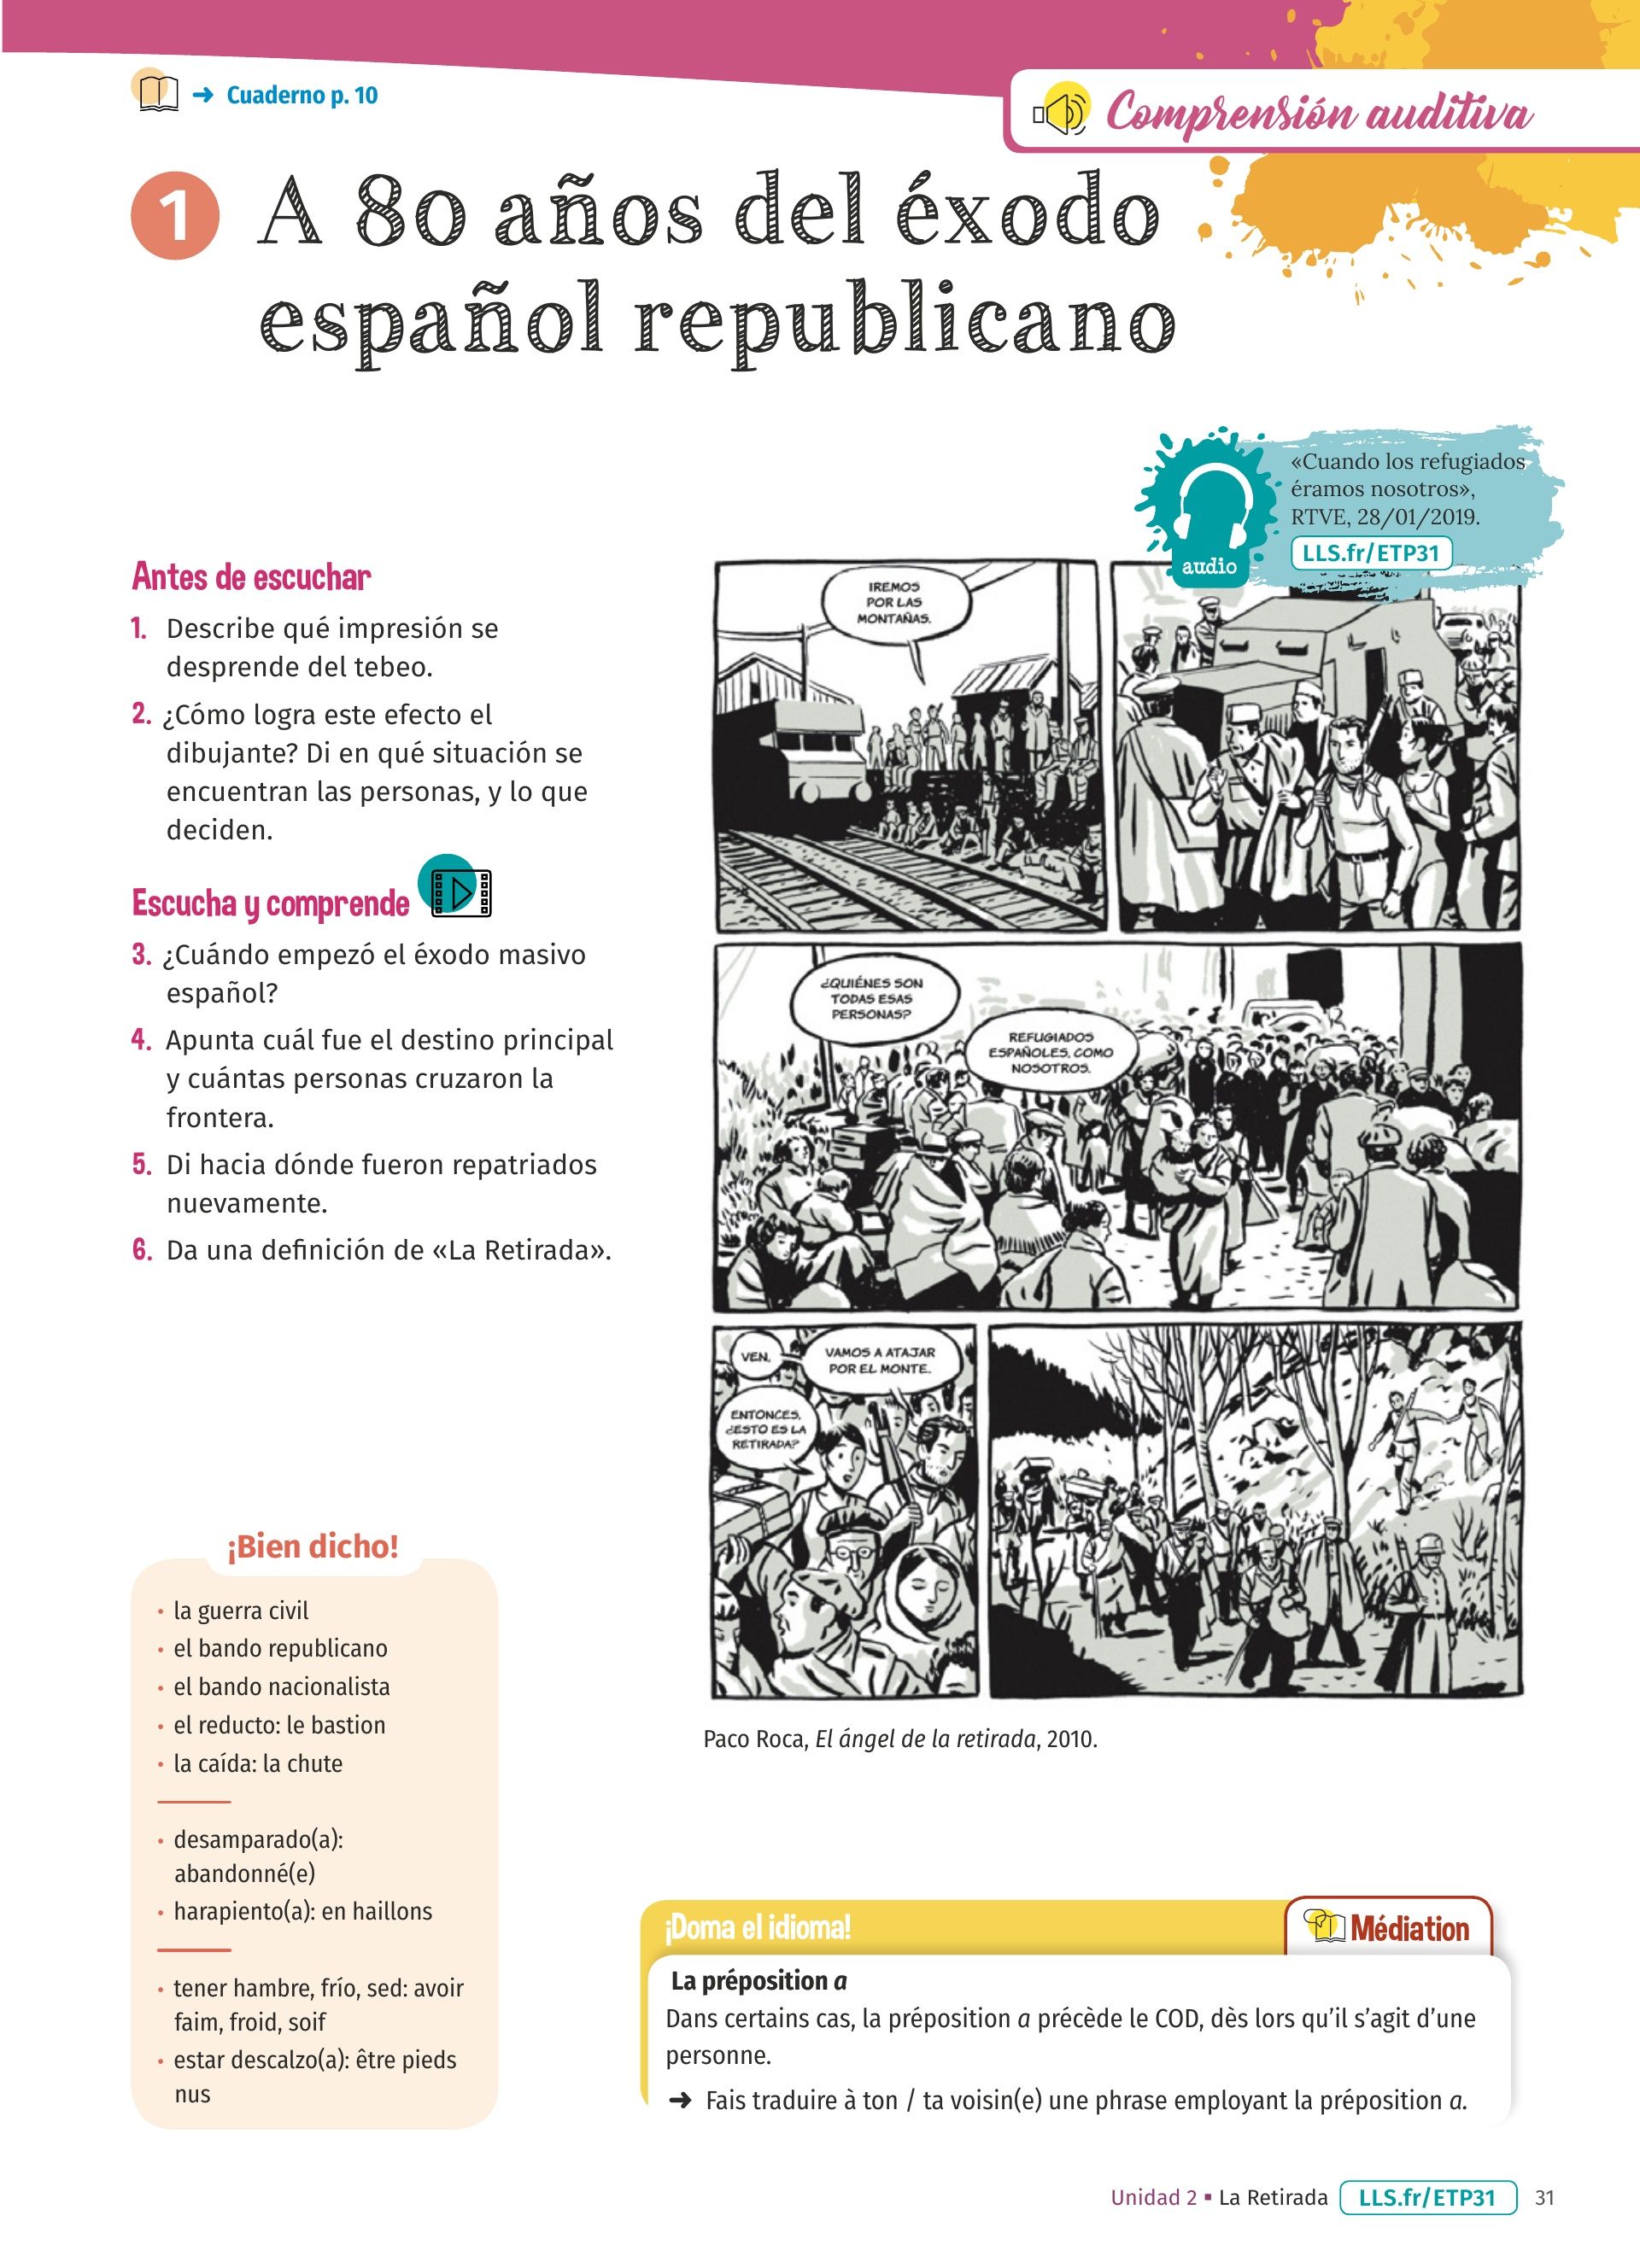 ➜ Cuaderno p. 10
Comprensión auditiva
1 A 80 años del éxodo
español republicano
«Cuando los refugiados
éramos nosotros»,
RTVE, 28/01/2019.
LLS.fr/ETP31
audio
Antes de escuchar
1. Describe qué impresión se
desprende del tebeo.
2. ¿Cómo logra este efecto el
dibujante? Di en qué situación se
encuentran las personas, y lo que
deciden.
Escucha y comprende
3. ¿Cuándo empezó el éxodo masivo
español?
4. Apunta cuál fue el destino principal
y cuántas personas cruzaron la
frontera.
5. Di hacia dónde fueron repatriados
nuevamente.
6. Da una definición de «La Retirada».
IREMOS
POR LAS
MONTAÑAS.
¿QUIÉNES SON
TODAS ESAS
PERSONAS?
REFUGIADOS
ESPAÑOLES, COMO
NOSOTROS.
VEN,
VAMOS A ATAJAR
POR EL MONTE.
ENTONCES,
¿ESTO ES LA
RETIRADA?
Paco Roca, El ángel de la retirada, 2010.
¡Bien dicho!
• la guerra civil
• el bando republicano
• el bando nacionalista
• el reducto: le bastion
• la caída: la chute
• desamparado(a):
abandonné(e)
• harapiento(a): en haillons
• tener hambre, frío, sed: avoir
faim, froid, soif
• estar descalzo(a): être pieds
nus
¡Doma el idioma!
Médiation
La préposition a
Dans certains cas, la préposition a précède le COD, dès lors qu’il s’agit d’une
personne.
➜ Fais traduire à ton / ta voisin(e) une phrase employant la préposition a.
Unidad 2 ▪ La Retirada LLS.fr/ETP31 31